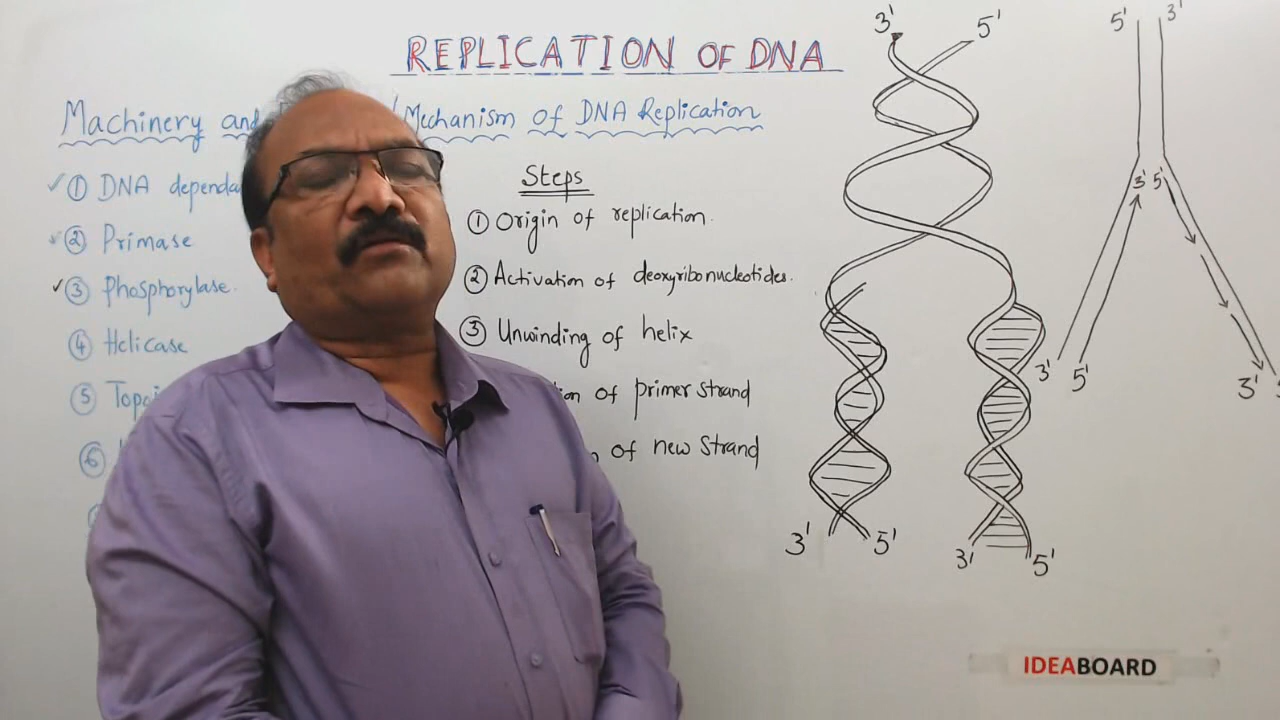 REPLICATION OF DNA
Machinery and / Mechanism of DNA Replication
① DNA
② Primase
③ Phosphorylase.
④ Helicase
⑤
⑥
Steps
① Origin of replication.
② Activation of deoxyribonucleotides.
③ Unwinding of helix
of primer strand
of new strand
3' 5'
3' 5'
3' 5'
5' 3'
3' 5'
3' 5'
3'
IDEABOARD